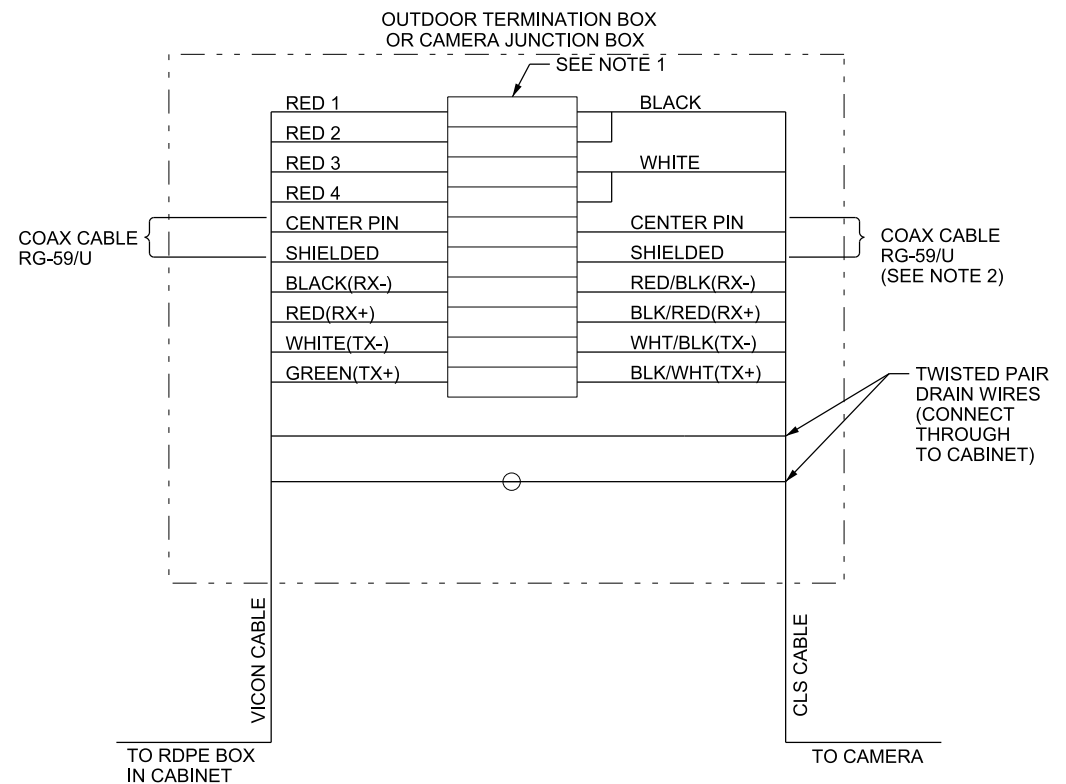 OUTDOOR TERMINATION BOX
OR CAMERA JUNCTION BOX
SEE NOTE 1
RED 1
BLACK
RED 2
RED 3
WHITE
RED 4
CENTER PIN
CENTER PIN
SHIELDED
SHIELDED
COAX CABLE
RG-59/U
COAX CABLE
RG-59/U
(SEE NOTE 2)
BLACK(RX-)
RED/BLK(RX-)
RED(RX+)
BLK/RED(RX+)
WHITE(TX-)
WHT/BLK(TX-)
GREEN(TX+)
BLK/WHT(TX+)
TWISTED PAIR
DRAIN WIRES
(CONNECT
THROUGH
TO CABINET)
VICON CABLE
CLS CABLE
TO RDPE BOX
IN CABINET
TO CAMERA